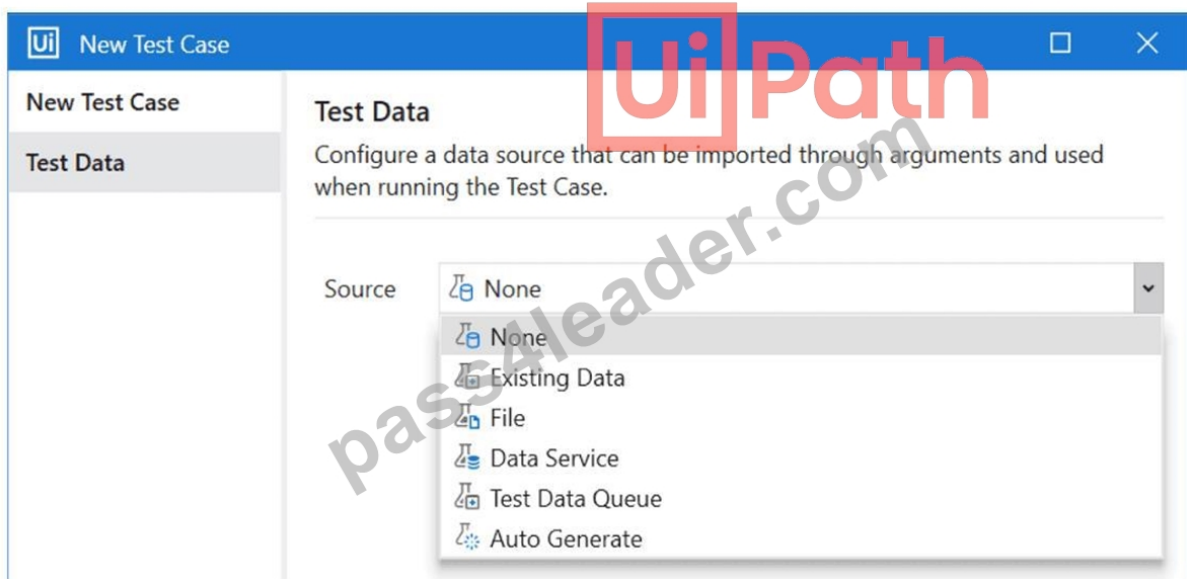 Ui New Test Case
UiPath
New Test Case
Test Data
Test Data
Configure a data source that can be imported through arguments and used
when running the Test Case.
Source
None
None
Existing Data
File
Data Service
Test Data Queue
Auto Generate
pass4leader.com